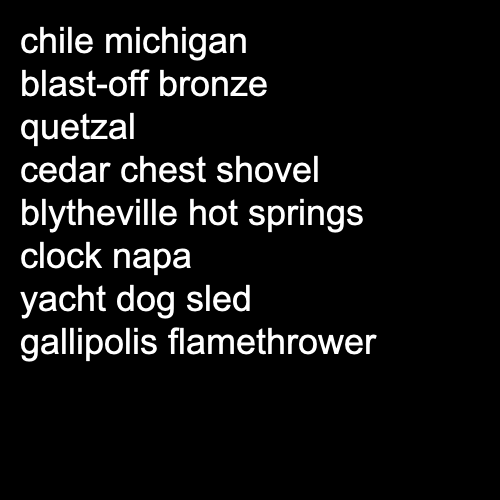 chile michigan
blast-off bronze
quetzal
cedar chest shovel
blytheville hot springs
clock napa
yacht dog sled
gallipolis flamethrower